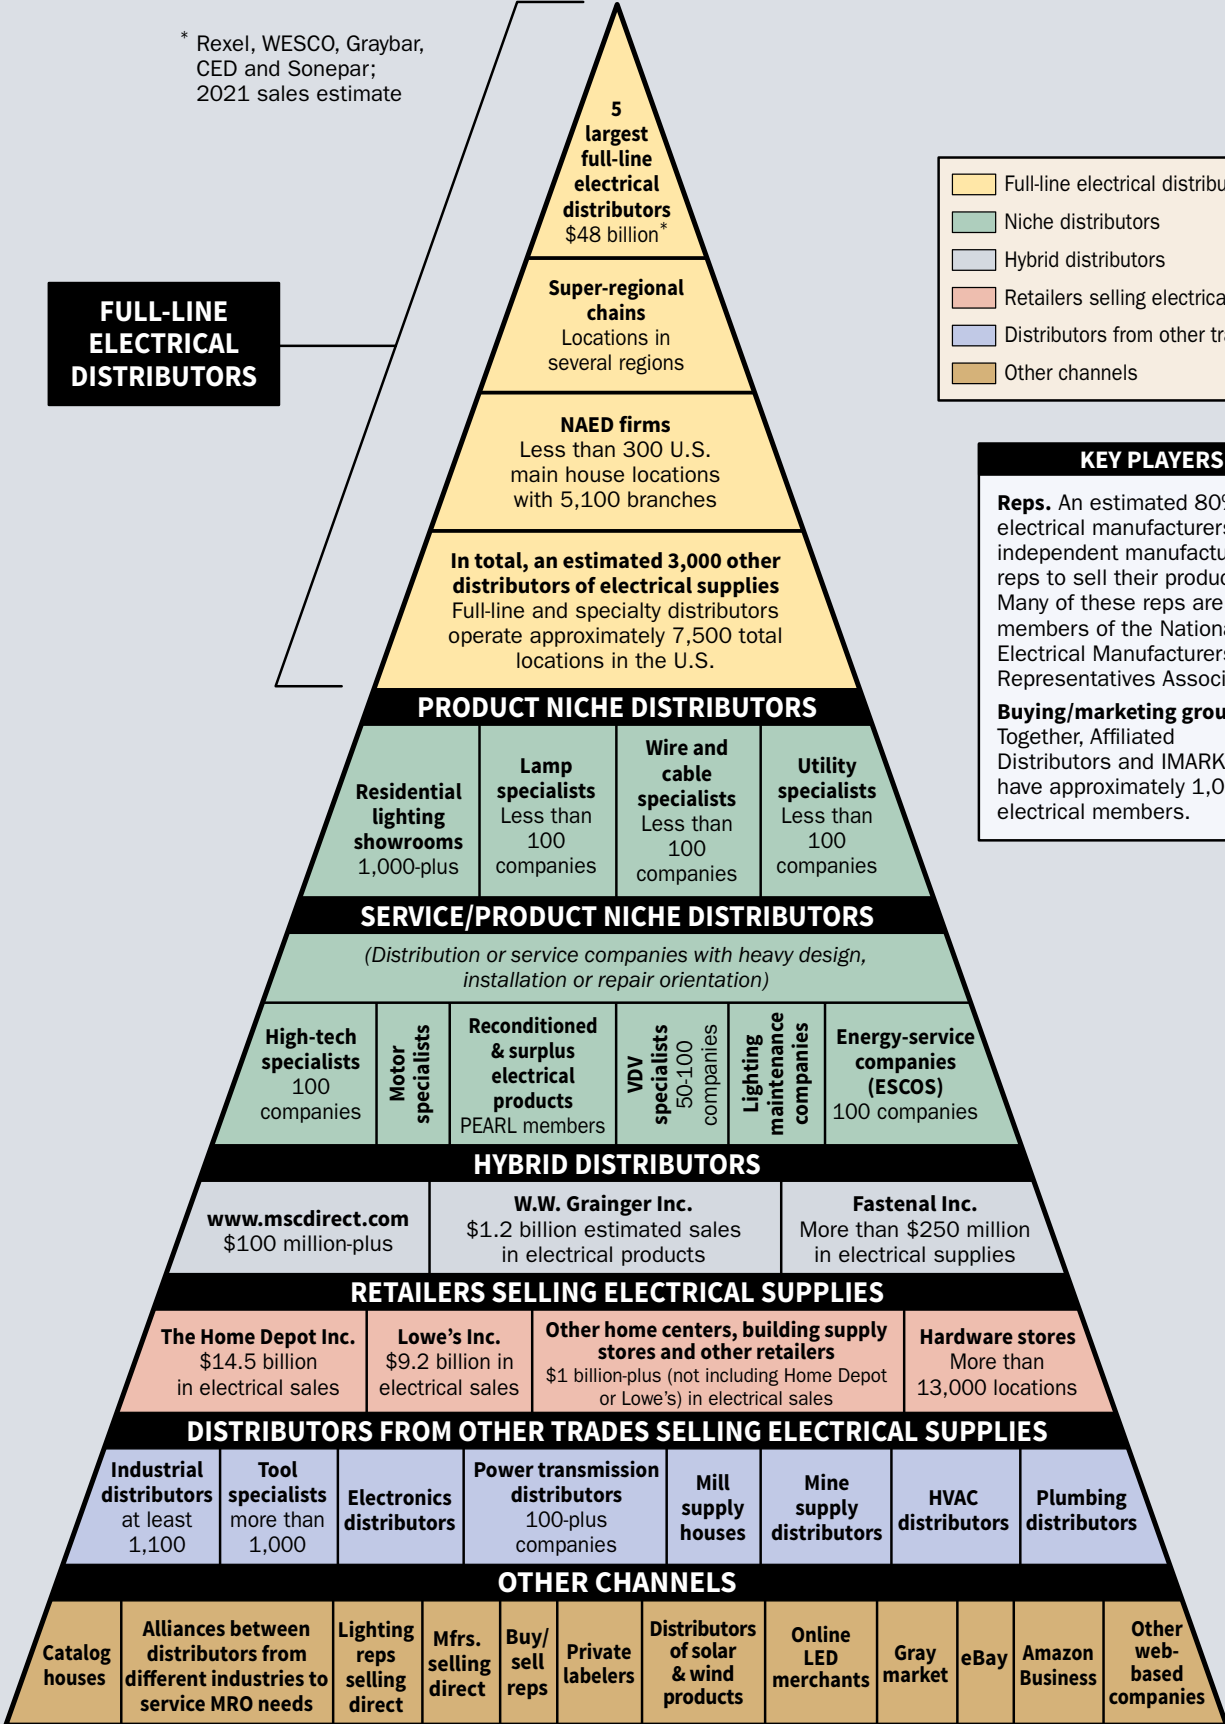 * Rexel, WESCO, Graybar,
CED and Sonepar;
2021 sales estimate
FULL-LINE
ELECTRICAL
DISTRIBUTORS
5
largest
full-line
electrical
distributors
$48 billion*
Super-regional
chains
Locations in
several regions
NAED firms
Less than 300 U.S.
main house locations
with 5,100 branches
In total, an estimated 3,000 other
distributors of electrical supplies
Full-line and specialty distributors
operate approximately 7,500 total
locations in the U.S.
Full-line electrical
Niche distributors
Hybrid distributors
Retailers selling
Distributors from other
Other channels
KEY PLAYERS
Reps. An estimated
electrical
independent
reps to sell their
Many of these reps are
members of the
Electrical
Representatives
Buying/marketing
Together, Affiliated
Distributors and IMARK
have approximately
electrical members.
PRODUCT NICHE DISTRIBUTORS
Residential
lighting
showrooms
1,000-plus
Lamp
specialists
Less than
100
companies
Wire and
cable
specialists
Less than
100
companies
Utility
specialists
Less than
100
companies
SERVICE/PRODUCT NICHE DISTRIBUTORS
(Distribution or service companies with heavy design,
installation or repair orientation)
High-tech
specialists
100
companies
Motor
specialists
Reconditioned
& surplus
electrical
products
PEARL members
VDV
specialists
50-100
companies
Lighting
maintenance
companies
Energy-service
companies
(ESCOS)
100 companies
HYBRID DISTRIBUTORS
www.mscdirect.com
$100 million-plus
W.W. Grainger Inc.
$1.2 billion estimated sales
in electrical products
Fastenal Inc.
More than $250 million
in electrical supplies
RETAILERS SELLING ELECTRICAL SUPPLIES
The Home Depot Inc.
$14.5 billion
in electrical sales
Lowe's Inc.
$9.2 billion in
electrical sales
Other home centers, building supply
stores and other retailers
$1 billion-plus (not including Home Depot
or Lowe's) in electrical sales
Hardware stores
More than
13,000 locations
DISTRIBUTORS FROM OTHER TRADES SELLING ELECTRICAL SUPPLIES
Industrial
distributors
at least
1,100
Tool
specialists
more than
1,000
Electronics
distributors
Power transmission
distributors
100-plus
companies
Mill
supply
houses
Mine
supply
distributors
HVAC
distributors
Plumbing
distributors
OTHER CHANNELS
Catalog
houses
Alliances between
distributors from
different industries to
service MRO needs
Lighting
reps
selling
direct
Mfrs.
selling
direct
Buy/
sell
reps
Private
labelers
Distributors
of solar
& wind
products
Online
LED
merchants
Gray
market
eBay
Amazon
Business
Other
web-
based
companies